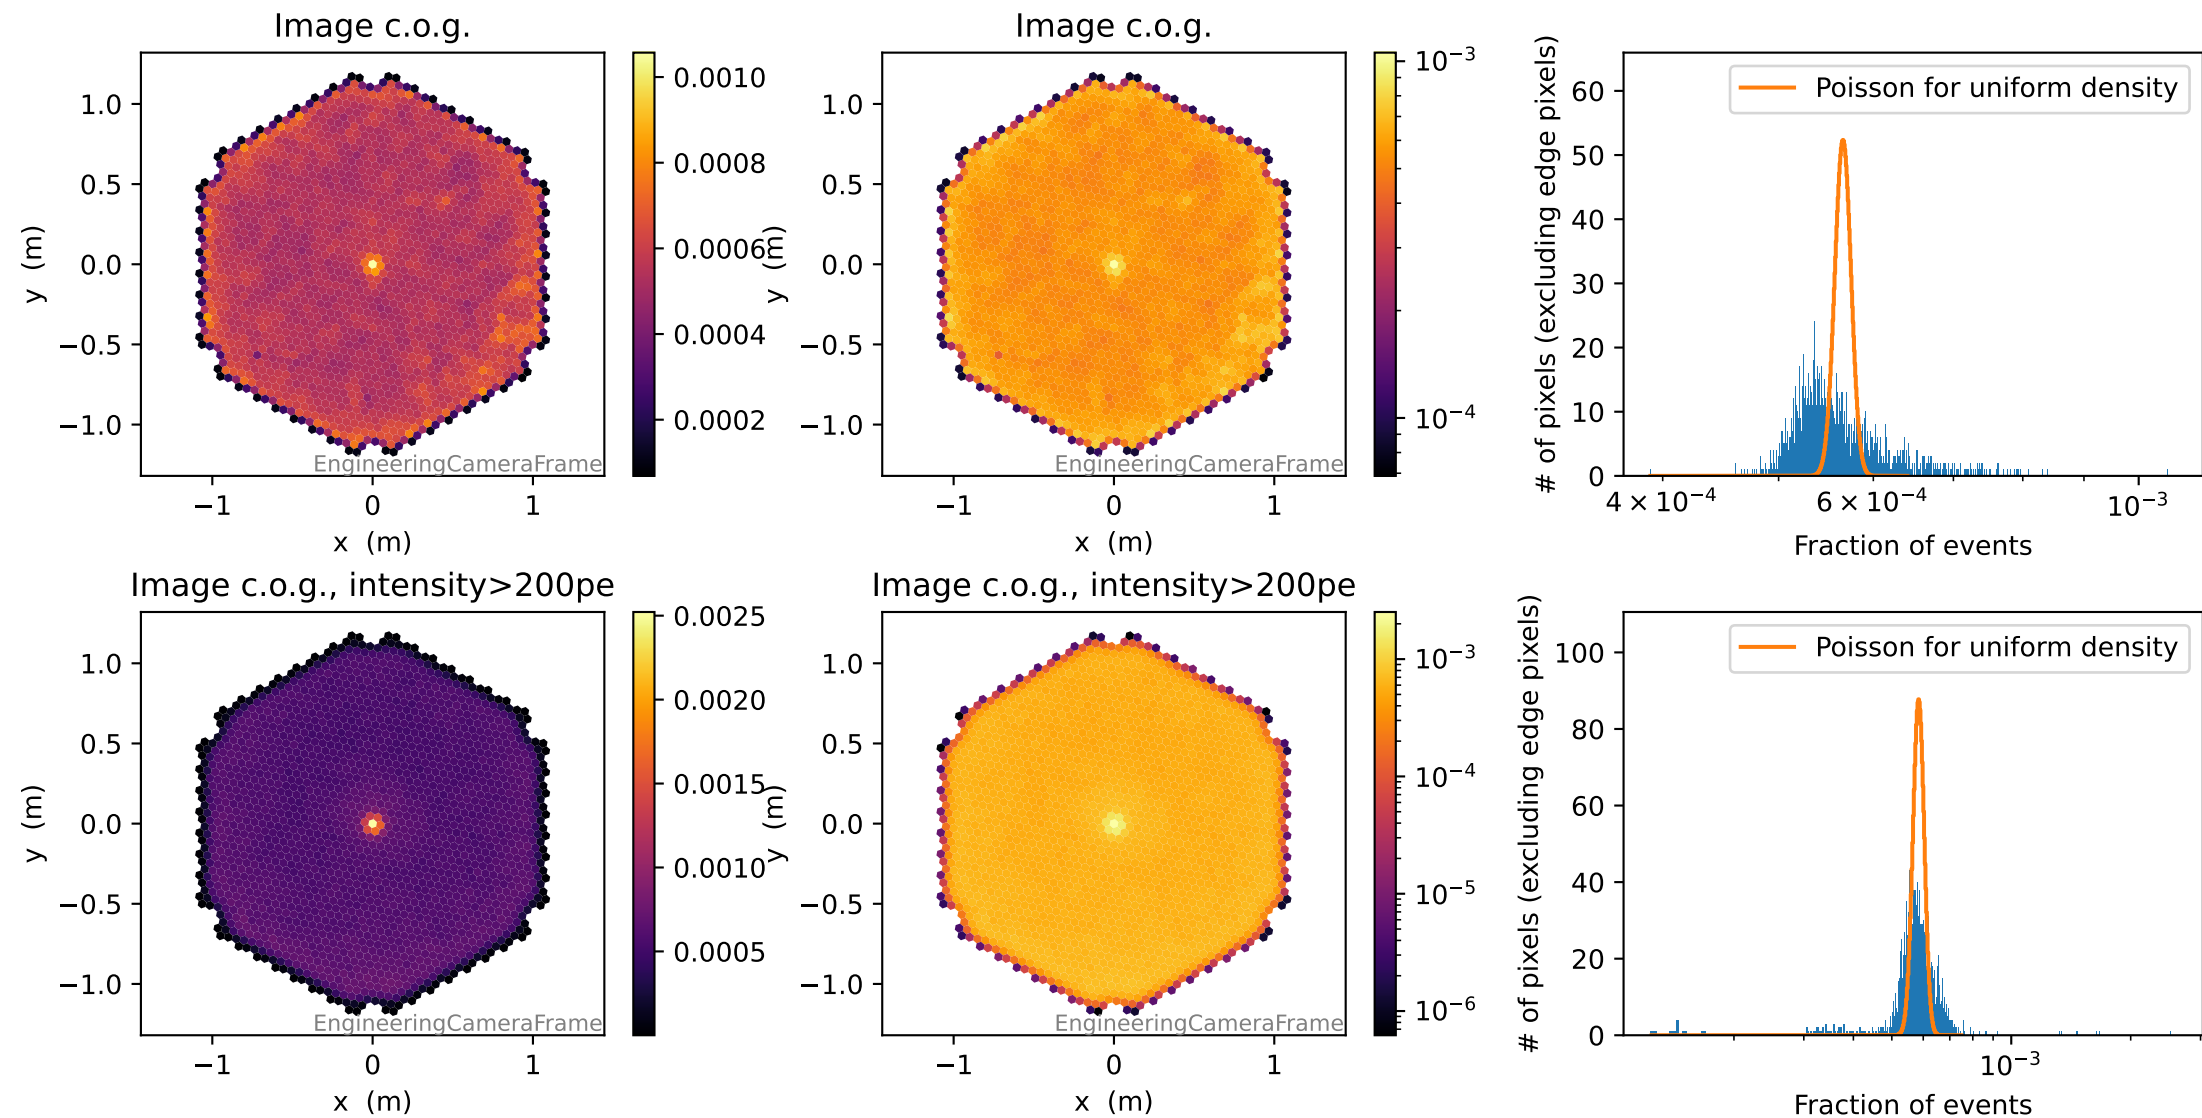 Image c.o.g.
1.0
0.5
0.0
−0.5
−1.0
y (m)
−1
0
1
x (m)
EngineeringCameraFrame
0.0010
0.0008
0.0006
0.0004
0.0002
Image c.o.g.
1.0
0.5
0.0
−0.5
−1.0
y (m)
−1
0
1
x (m)
EngineeringCameraFrame
10⁻³
10⁻⁴
# of pixels (excluding edge pixels)
60
50
40
30
20
10
0
Poisson for uniform density
4 × 10⁻⁴
6 × 10⁻⁴
10⁻³
Fraction of events
Image c.o.g., intensity>200pe
1.0
0.5
0.0
−0.5
−1.0
y (m)
−1
0
1
x (m)
EngineeringCameraFrame
0.0025
0.0020
0.0015
0.0010
0.0005
Image c.o.g., intensity>200pe
1.0
0.5
0.0
−0.5
−1.0
y (m)
−1
0
1
x (m)
EngineeringCameraFrame
10⁻³
10⁻⁴
10⁻⁵
10⁻⁶
# of pixels (excluding edge pixels)
100
80
60
40
20
0
Poisson for uniform density
10⁻³
Fraction of events